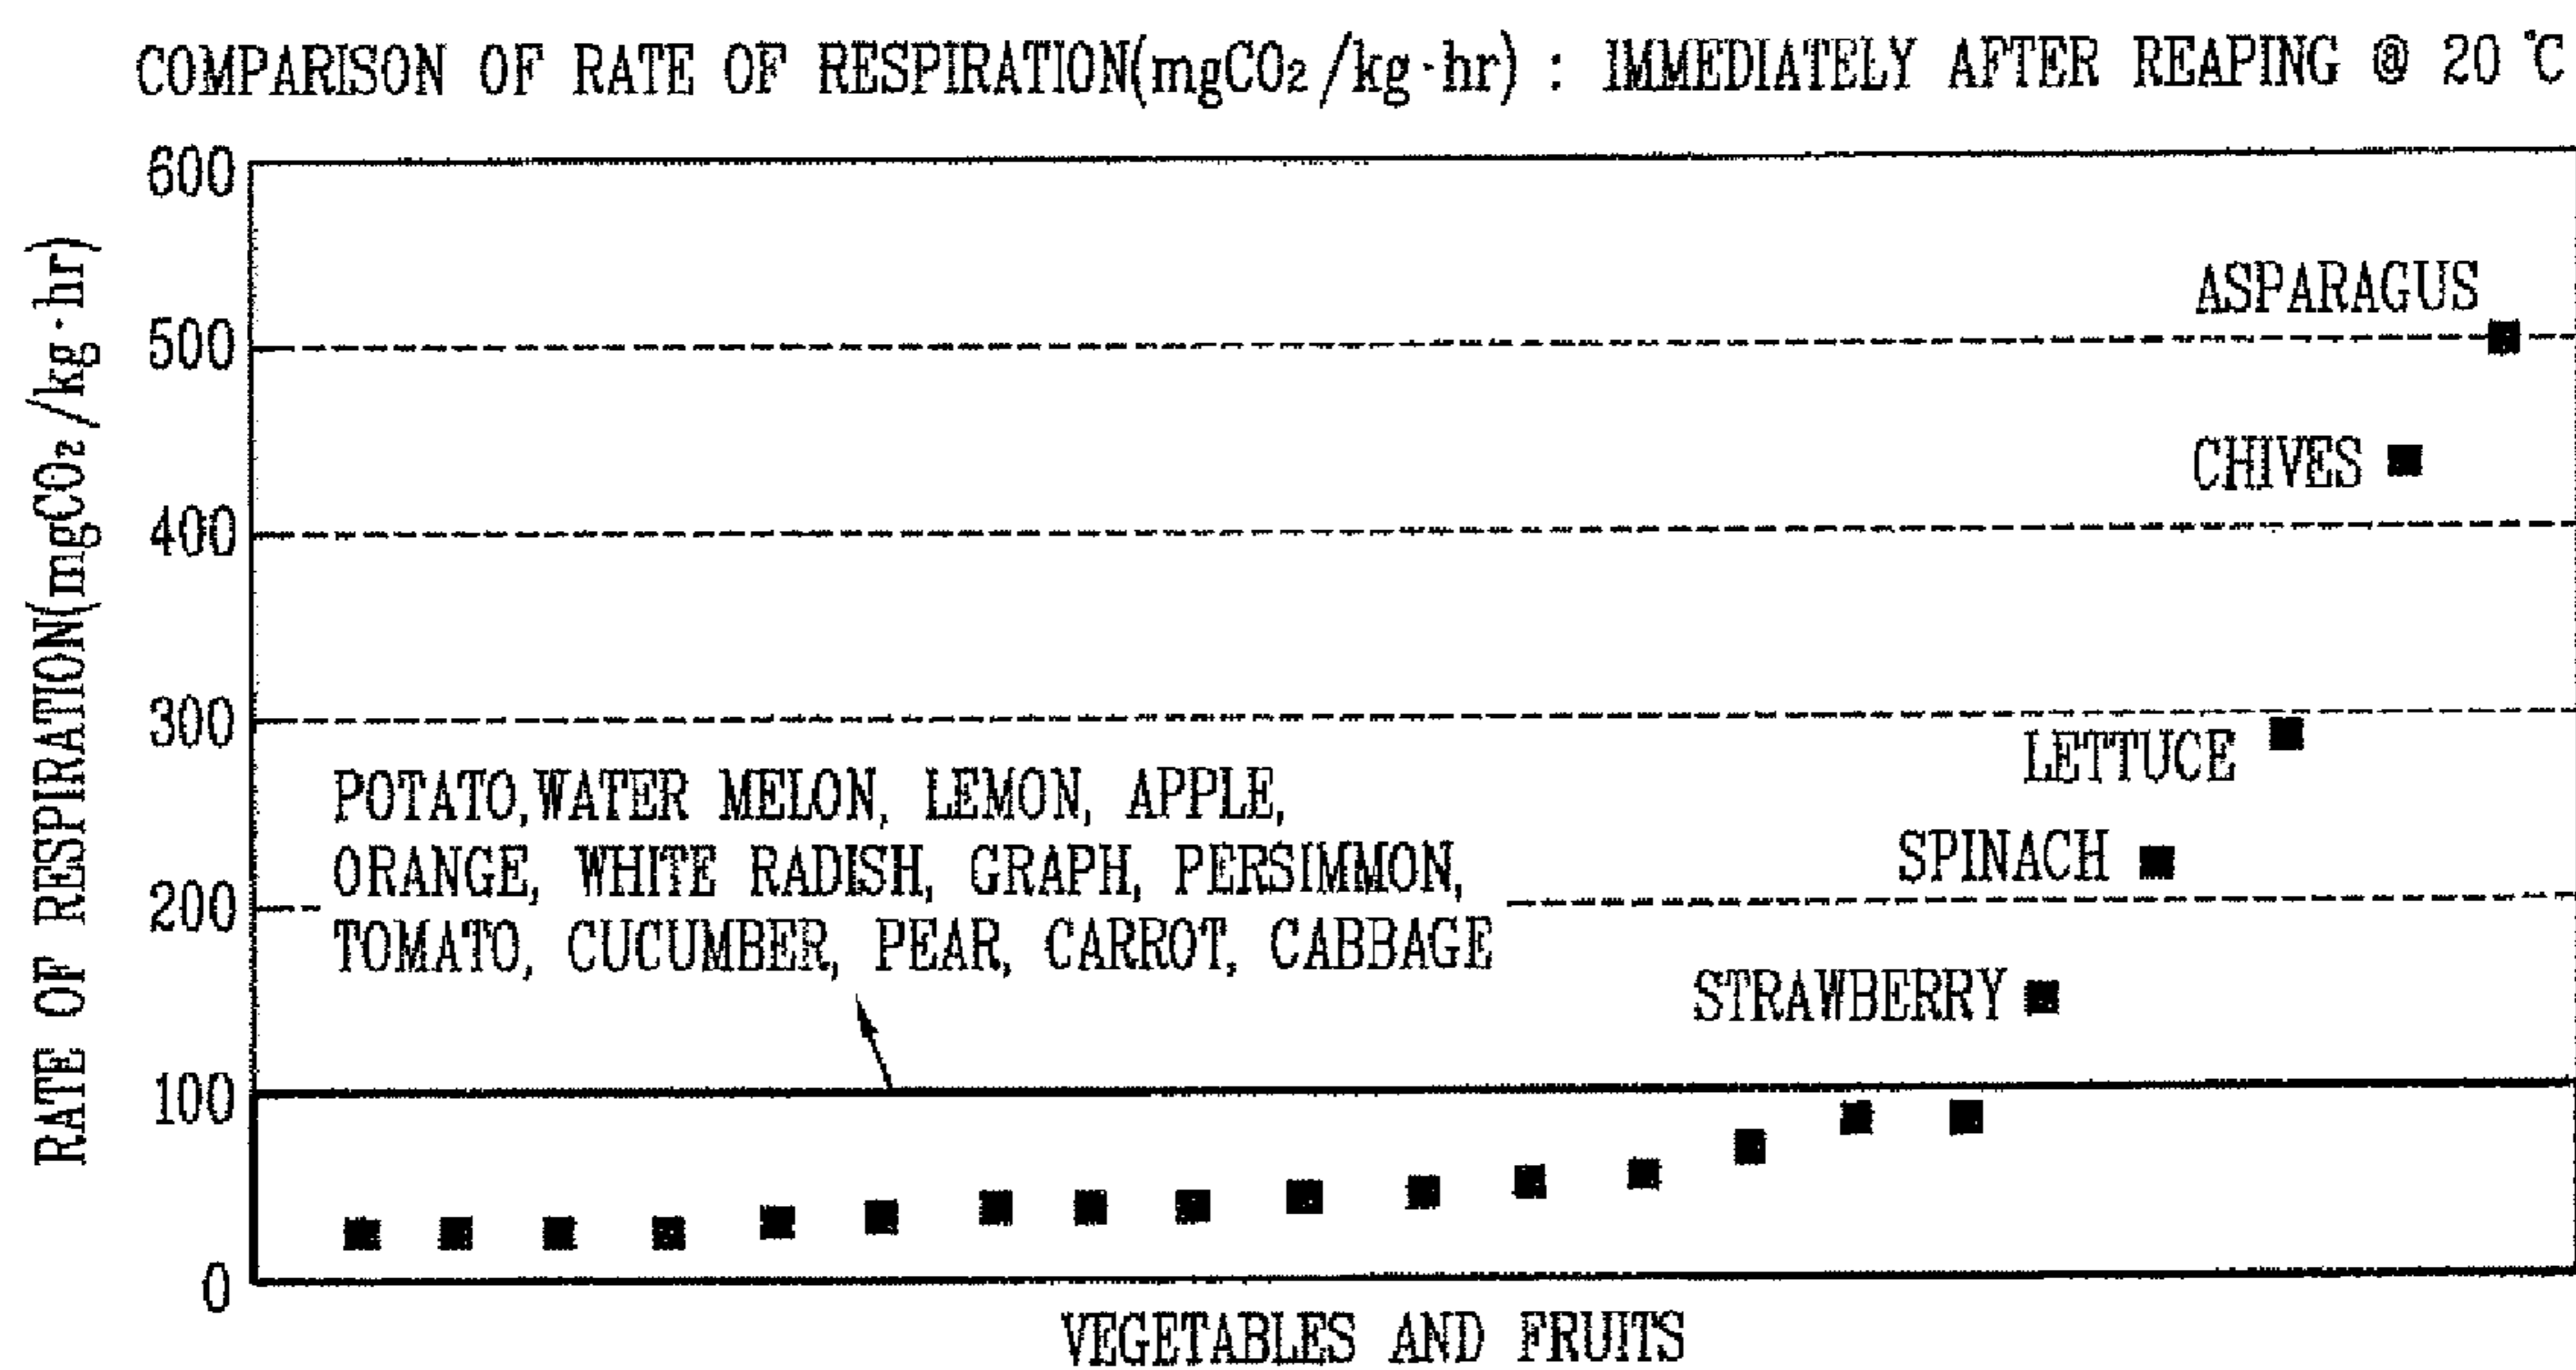 COMPARISON OF RATE OF RESPIRATION(mgCO₂/kg·hr) : IMMEDIATELY AFTER REAPING @ 20 ℃
RATE OF RESPIRATION(mgCO₂/kg·hr)
600
500
400
300
200
100
0
ASPARAGUS
CHIVES
LETTUCE
SPINACH
STRAWBERRY
POTATO,WATER MELON, LEMON, APPLE,
ORANGE, WHITE RADISH, GRAPH, PERSIMMON,
TOMATO, CUCUMBER, PEAR, CARROT, CABBAGE
VEGETABLES AND FRUITS